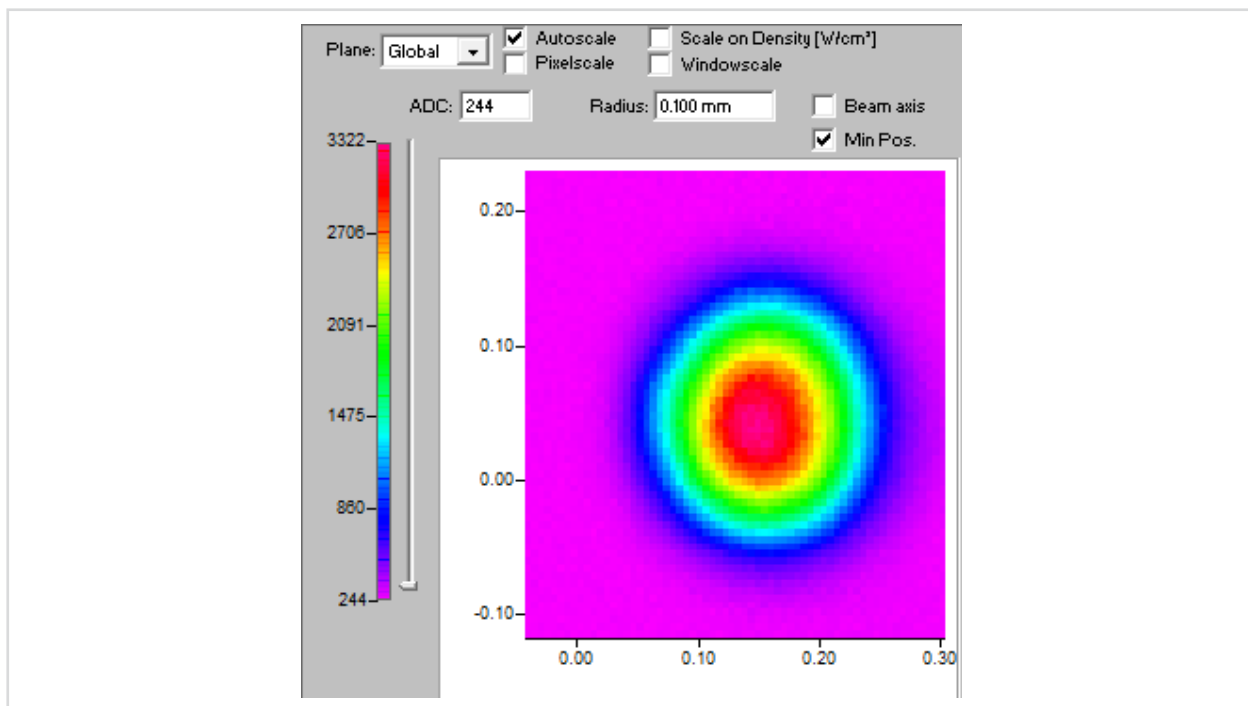 Plane: Global Autoscale Scale on Density [W/cm²]
Pixelscale Windowscale
ADC: 244 Radius: 0.100 mm Beam axis
Min Pos.
3322
2706
2091
1475
860
244
0.20
0.10
0.00
-0.10
0.00 0.10 0.20 0.30